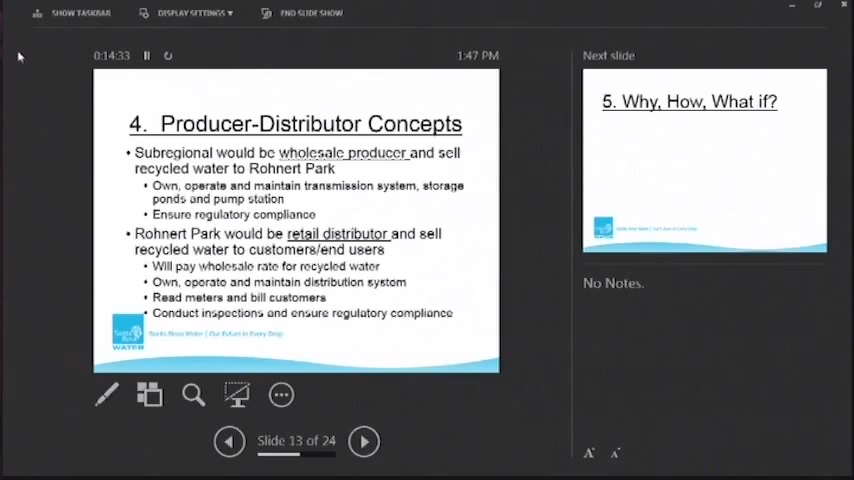 SHOW TASKBAR
DISPLAY SETTINGS ▾
END SLIDE SHOW
0:14:33
1:47 PM
4. Producer-Distributor Concepts
• Subregional would be wholesale producer and sell
recycled water to Rohnert Park
• Own, operate and maintain transmission system, storage
ponds and pump station
• Ensure regulatory compliance
• Rohnert Park would be retail distributor and sell
recycled water to customers/end users
• Will pay wholesale rate for recycled water
• Own, operate and maintain distribution system
• Read meters and bill customers
• Conduct inspections and ensure regulatory compliance
Santa Rosa
WATER
Santa Rosa Water | Our Future in Every Drop
Slide 13 of 24
Next slide
5. Why, How, What if?
No Notes.
A A